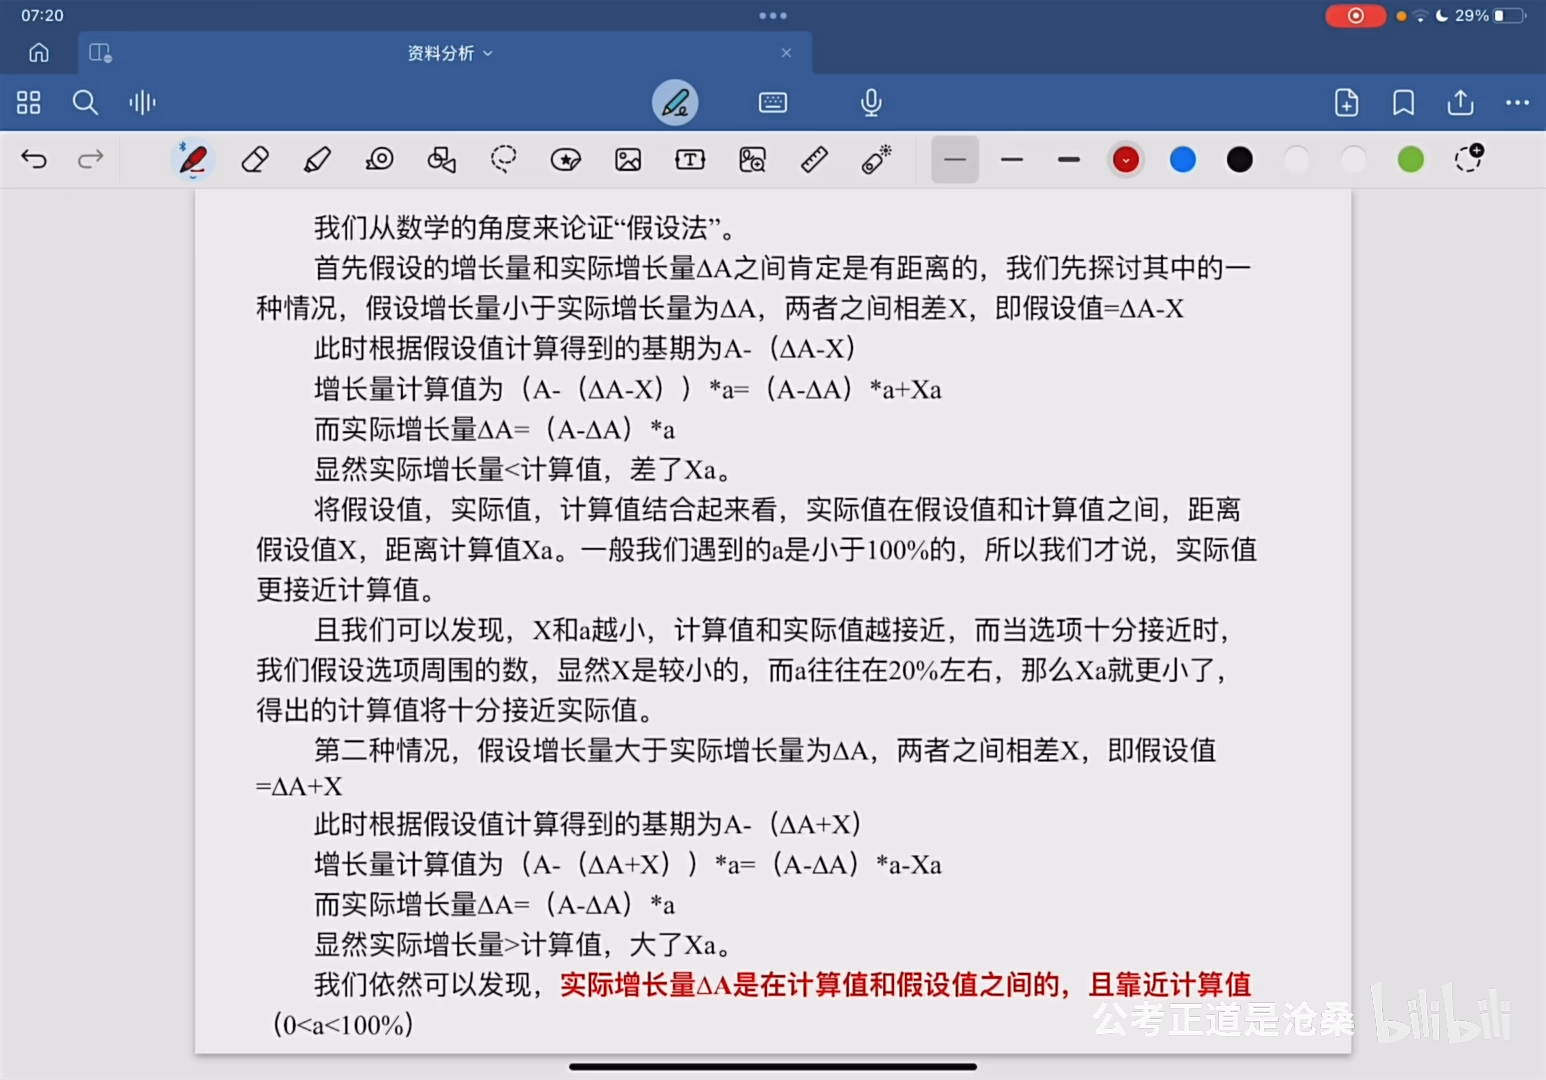 07:20
29%
资料分析
我们从数学的角度来论证“假设法”。
首先假设的增长量和实际增长量ΔA之间肯定是有距离的，我们先探讨其中的一
种情况，假设增长量小于实际增长量为ΔA，两者之间相差X，即假设值=ΔA-X
此时根据假设值计算得到的基期为A-（ΔA-X）
增长量计算值为（A-（ΔA-X））*a=（A-ΔA）*a+Xa
而实际增长量ΔA=（A-ΔA）*a
显然实际增长量<计算值，差了Xa。
将假设值，实际值，计算值结合起来看，实际值在假设值和计算值之间，距离
假设值X，距离计算值Xa。一般我们遇到的a是小于100%的，所以我们才说，实际值
更接近计算值。
且我们可以发现，X和a越小，计算值和实际值越接近，而当选项十分接近时，
我们假设选项周围的数，显然X是较小的，而a往往在20%左右，那么Xa就更小了，
得出的计算值将十分接近实际值。
第二种情况，假设增长量大于实际增长量为ΔA，两者之间相差X，即假设值
=ΔA+X
此时根据假设值计算得到的基期为A-（ΔA+X）
增长量计算值为（A-（ΔA+X））*a=（A-ΔA）*a-Xa
而实际增长量ΔA=（A-ΔA）*a
显然实际增长量>计算值，大了Xa。
我们依然可以发现，实际增长量ΔA是在计算值和假设值之间的，且靠近计算值
（0<a<100%）
公考正道是沧桑 bilibili